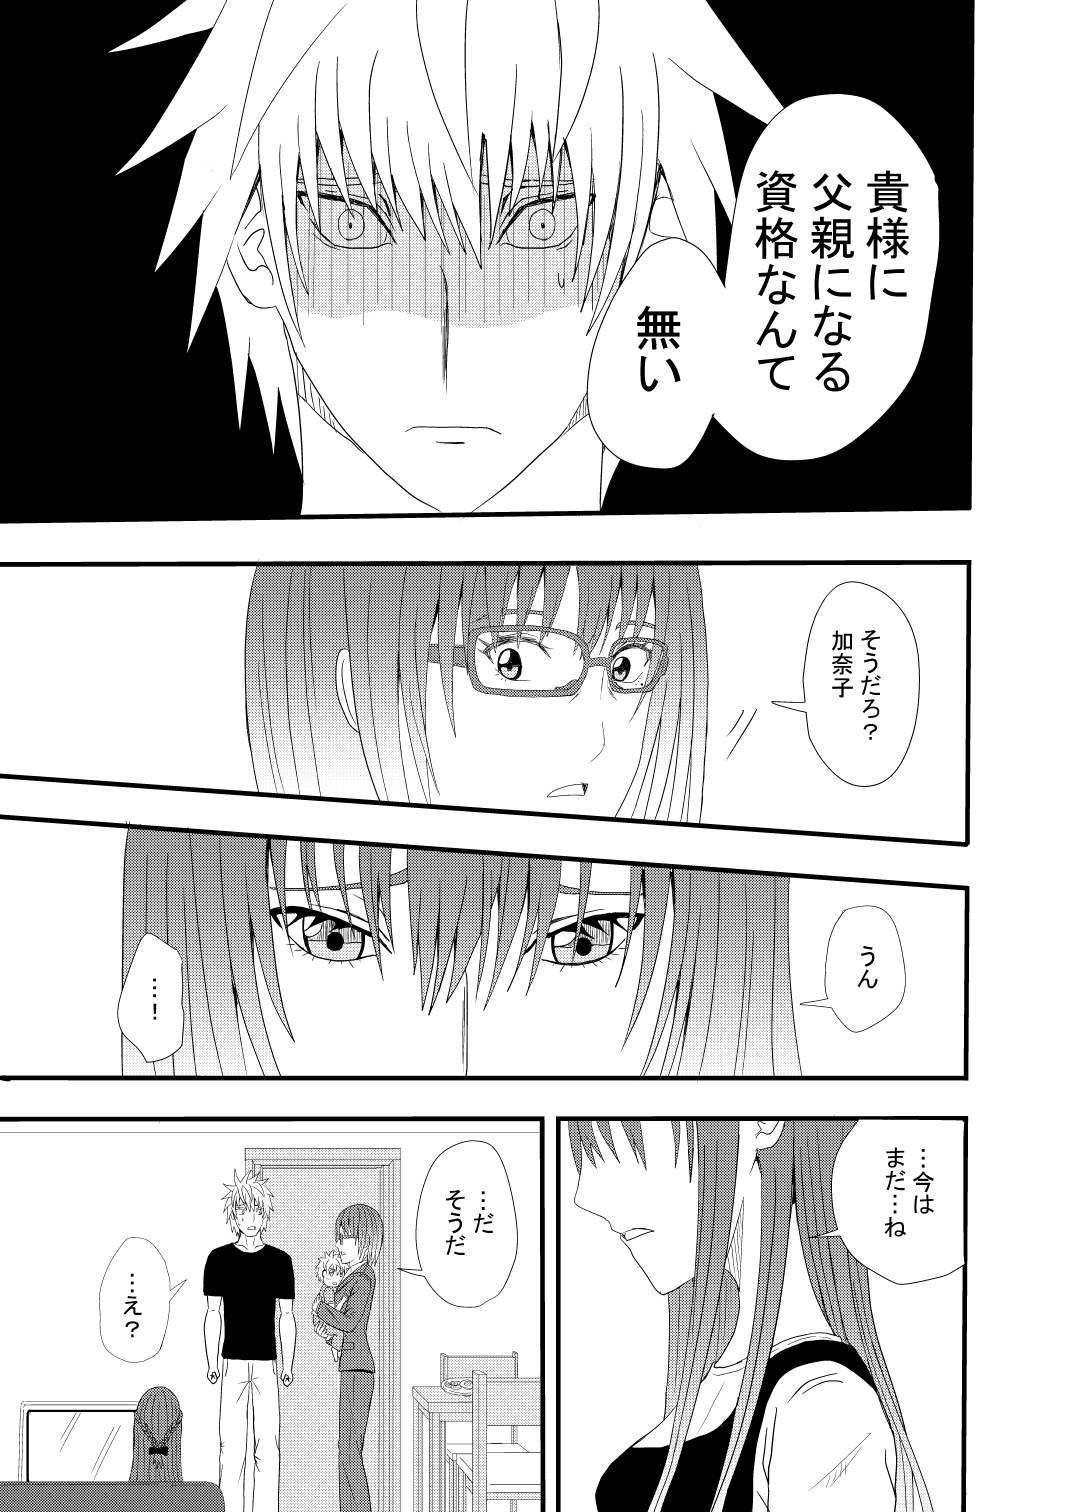 貴様に
父親になる
資格なんて
無い
そうだろ？
加奈子
うん
…！
…今は
まだ…ね
…だ
そうだ
…え？